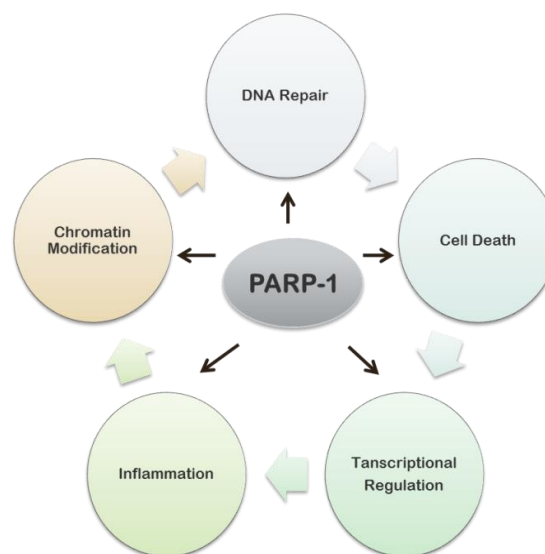 DNA Repair
Chromatin
Modification
Cell Death
PARP-1
Inflammation
Tanscriptional
Regulation